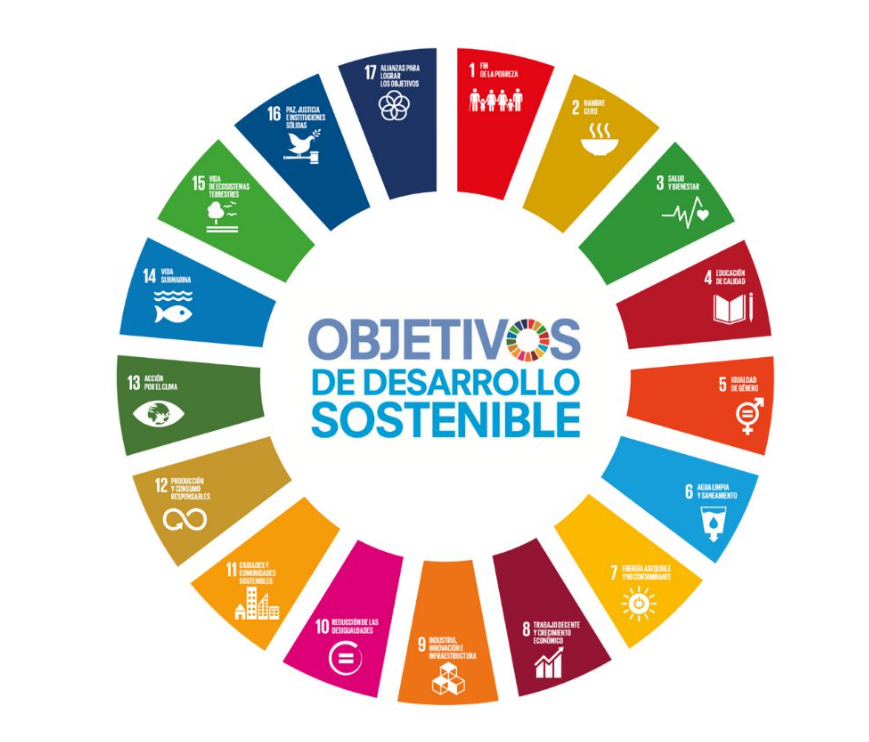 OBJETIVOS
DE DESARROLLO
SOSTENIBLE
1 FIN
DE LA POBREZA
2 HAMBRE
CERO
3 SALUD
Y BIENESTAR
4 EDUCACIÓN
DE CALIDAD
5 IGUALDAD
DE GÉNERO
6 AGUA LIMPIA
Y SANEAMIENTO
7 ENERGÍA ASEQUIBLE
Y NO CONTAMINANTE
8 TRABAJO DECENTE
Y CRECIMIENTO
ECONÓMICO
9 INDUSTRIA,
INNOVACIÓN E
INFRAESTRUCTURA
10 REDUCCIÓN DE LAS
DESIGUALDADES
11 CIUDADES Y
COMUNIDADES
SOSTENIBLES
12 PRODUCCIÓN
Y CONSUMO
RESPONSABLES
13 ACCIÓN
POR EL CLIMA
14 VIDA
SUBMARINA
15 VIDA
DE ECOSISTEMAS
TERRESTRES
16 PAZ, JUSTICIA
E INSTITUCIONES
SÓLIDAS
17 ALIANZAS PARA
LOGRAR
LOS OBJETIVOS